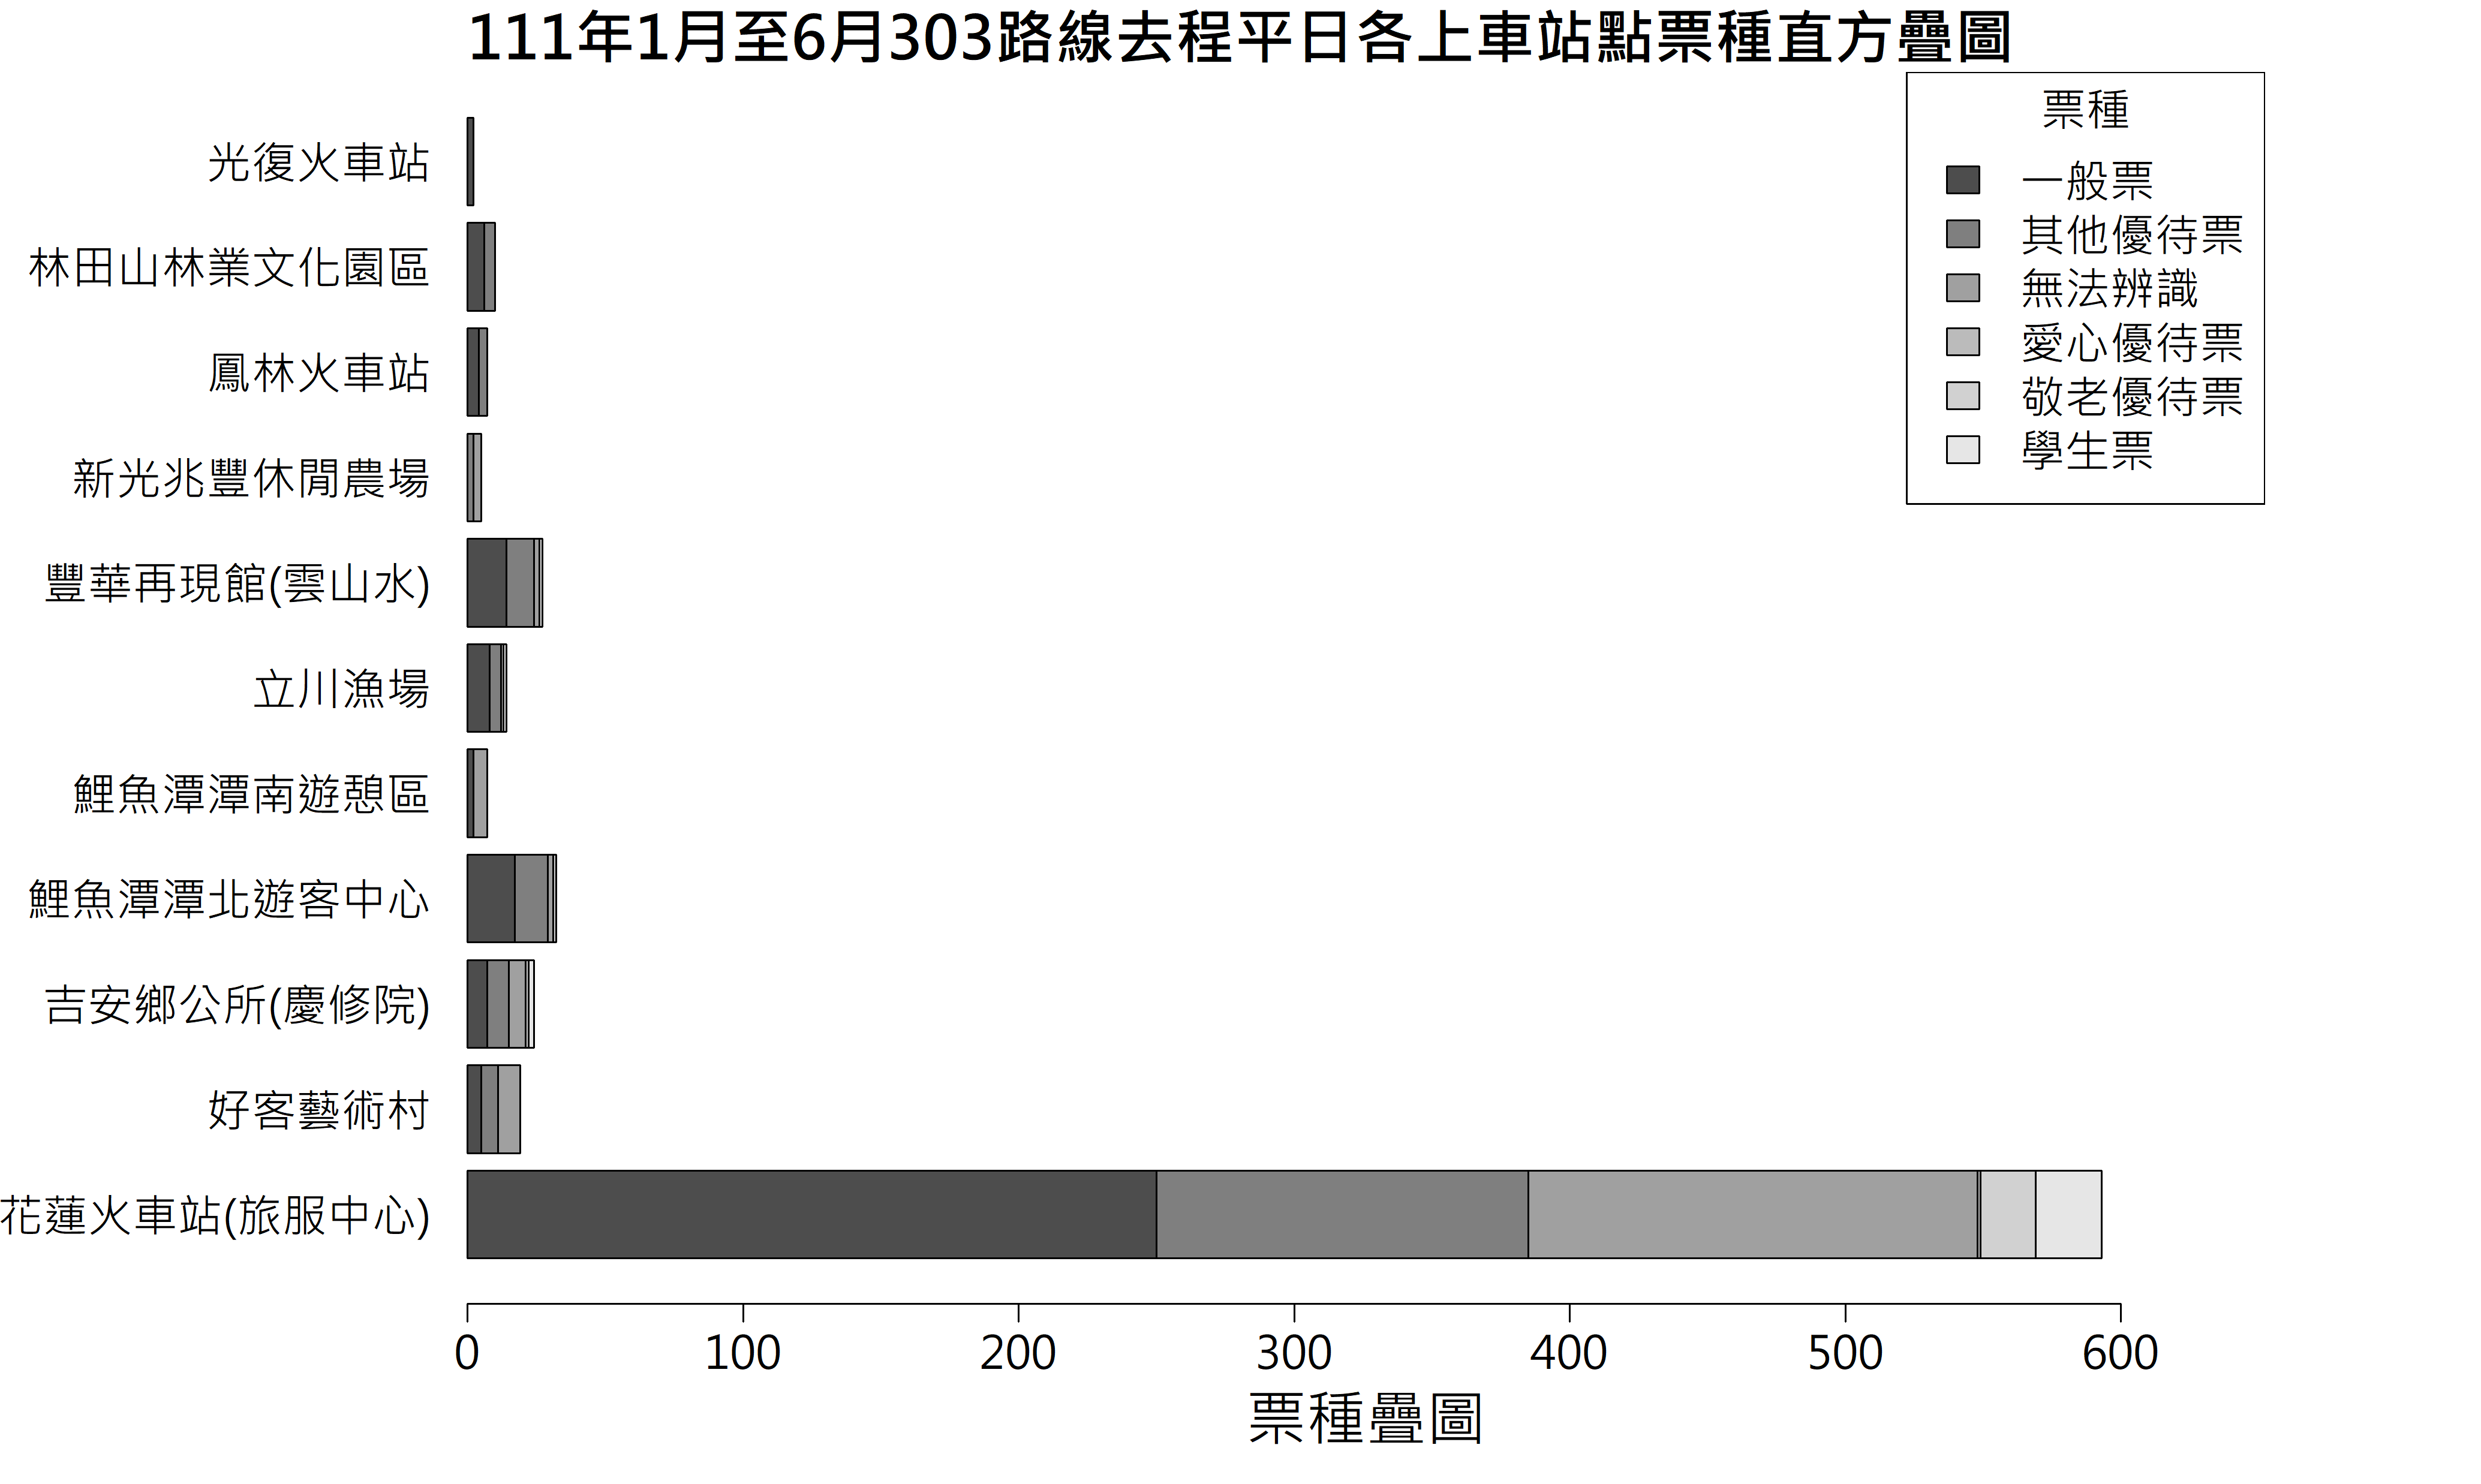 111年1月至6月303路線去程平日各上車站點票種直方疊圖
票種
一般票
其他優待票
無法辨識
愛心優待票
敬老優待票
學生票
光復火車站
林田山林業文化園區
鳳林火車站
新光兆豐休閒農場
豐華再現館(雲山水)
立川漁場
鯉魚潭潭南遊憩區
鯉魚潭潭北遊客中心
吉安鄉公所(慶修院)
好客藝術村
花蓮火車站(旅服中心)
0 100 200 300 400 500 600
票種疊圖